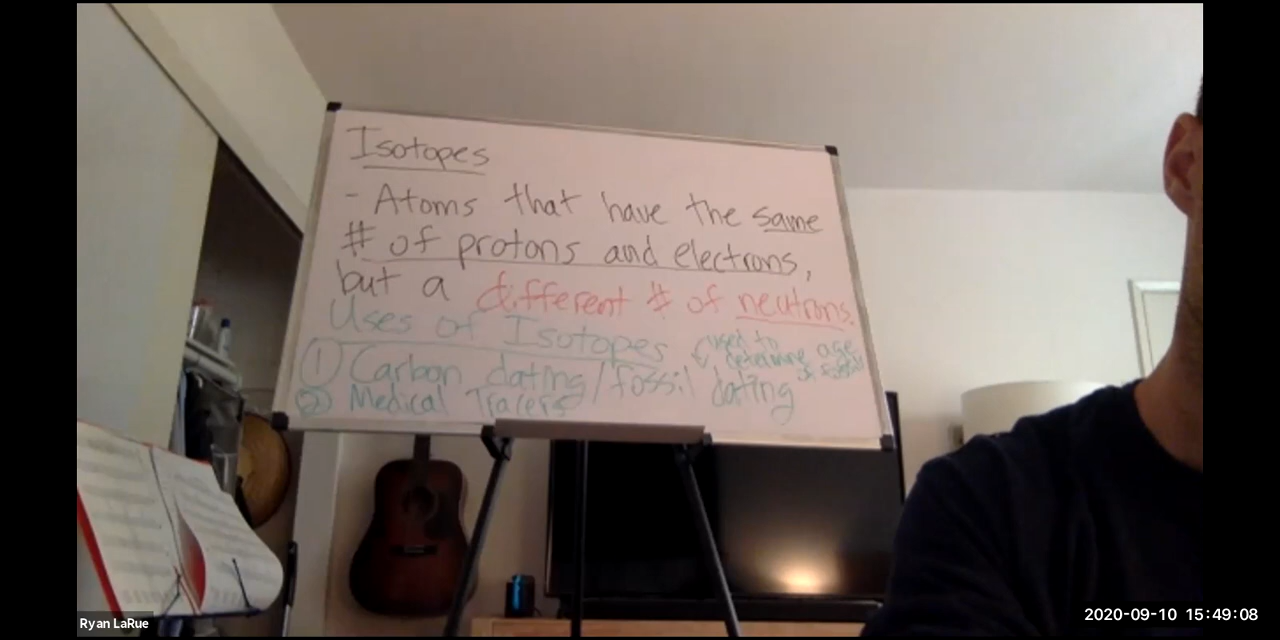 Isotopes
- Atoms that have the same
# of protons and electrons,
but a different # of neutrons.
Uses of Isotopes
used to
determine age
of fossil
① Carbon dating/fossil dating
② Medical Tracers
Ryan LaRue
2020-09-10 15:49:08